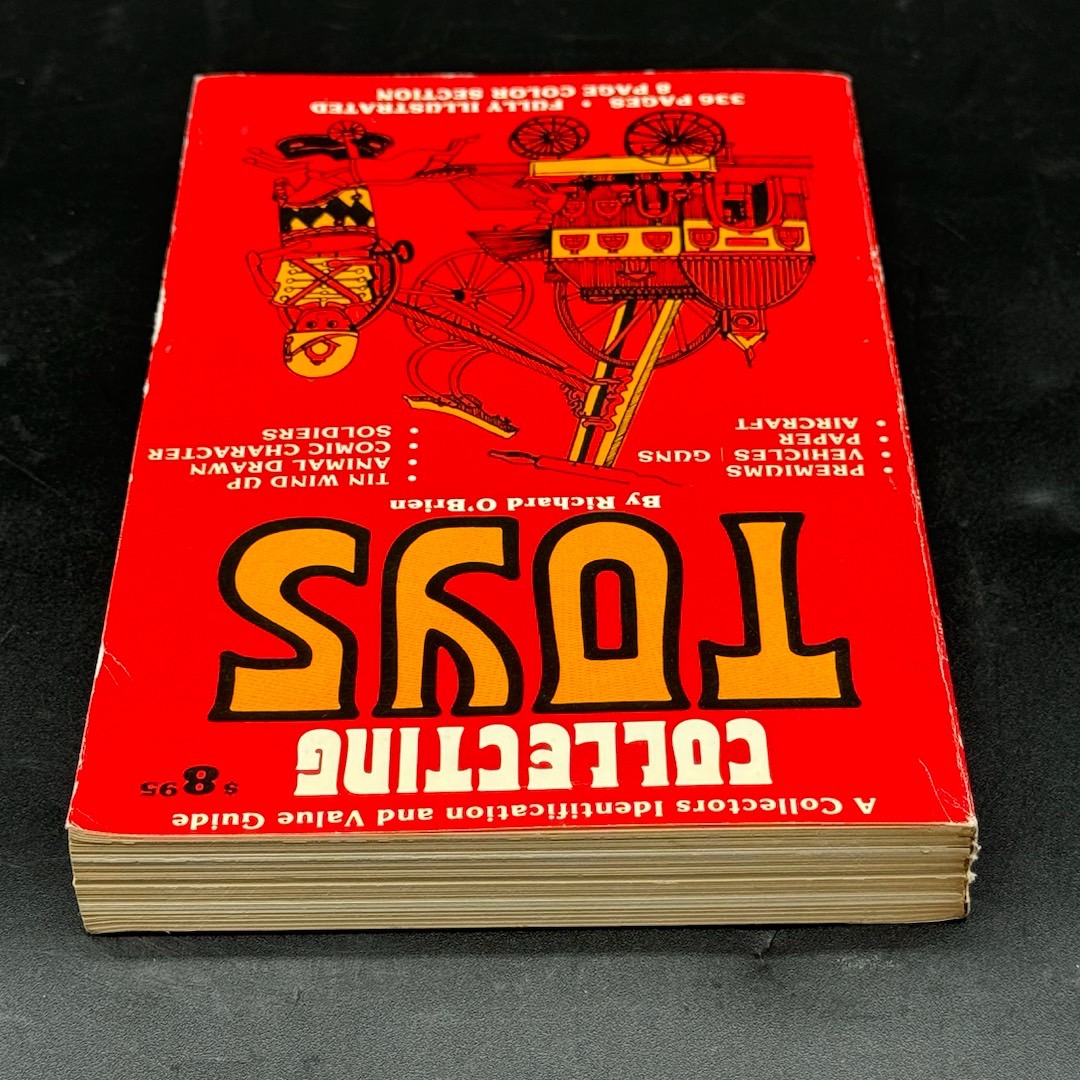 A Collectors Identification and Value Guide
$8.95
COLLECTING
TOYS
By Richard O'Brien
• PREMIUMS
• VEHICLES | GUNS
• PAPER
• AIRCRAFT
• TIN WIND UP
• ANIMAL DRAWN
• COMIC CHARACTER
• SOLDIERS
336 PAGES • FULLY ILLUSTRATED
8 PAGE COLOR SECTION